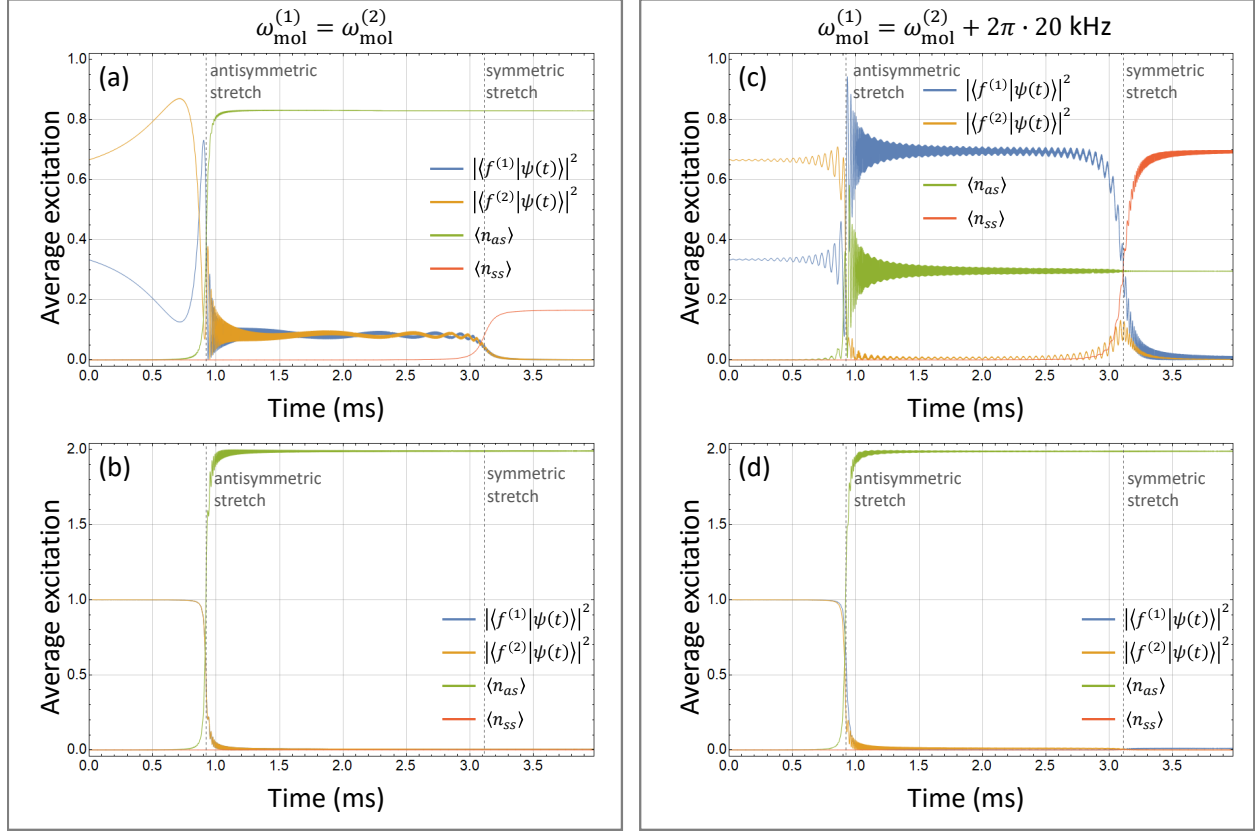 ω_mol^(1) = ω_mol^(2)
(a)
antisymmetric
stretch
symmetric
stretch
|⟨f^(1)|ψ(t)⟩|^2
|⟨f^(2)|ψ(t)⟩|^2
⟨n_as⟩
⟨n_ss⟩
Average excitation
1.0
0.8
0.6
0.4
0.2
0.0
0.0 0.5 1.0 1.5 2.0 2.5 3.0 3.5
Time (ms)
(b)
antisymmetric
stretch
symmetric
stretch
|⟨f^(1)|ψ(t)⟩|^2
|⟨f^(2)|ψ(t)⟩|^2
⟨n_as⟩
⟨n_ss⟩
Average excitation
2.0
1.5
1.0
0.5
0.0
0.0 0.5 1.0 1.5 2.0 2.5 3.0 3.5
Time (ms)
ω_mol^(1) = ω_mol^(2) + 2π · 20 kHz
(c)
antisymmetric
stretch
symmetric
stretch
|⟨f^(1)|ψ(t)⟩|^2
|⟨f^(2)|ψ(t)⟩|^2
⟨n_as⟩
⟨n_ss⟩
Average excitation
1.0
0.8
0.6
0.4
0.2
0.0
0.0 0.5 1.0 1.5 2.0 2.5 3.0 3.5
Time (ms)
(d)
antisymmetric
stretch
symmetric
stretch
|⟨f^(1)|ψ(t)⟩|^2
|⟨f^(2)|ψ(t)⟩|^2
⟨n_as⟩
⟨n_ss⟩
Average excitation
2.0
1.5
1.0
0.5
0.0
0.0 0.5 1.0 1.5 2.0 2.5 3.0 3.5
Time (ms)